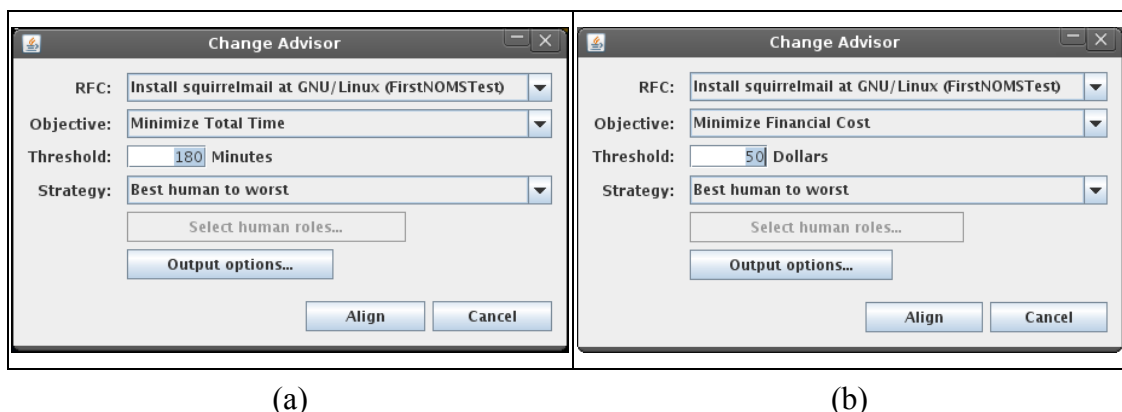 Change Advisor
RFC: Install squirrelmail at GNU/Linux (FirstNOMSTest)
Objective: Minimize Total Time
Threshold: 180 Minutes
Strategy: Best human to worst
Select human roles...
Output options...
Align Cancel
(a)
Change Advisor
RFC: Install squirrelmail at GNU/Linux (FirstNOMSTest)
Objective: Minimize Financial Cost
Threshold: 50 Dollars
Strategy: Best human to worst
Select human roles...
Output options...
Align Cancel
(b)